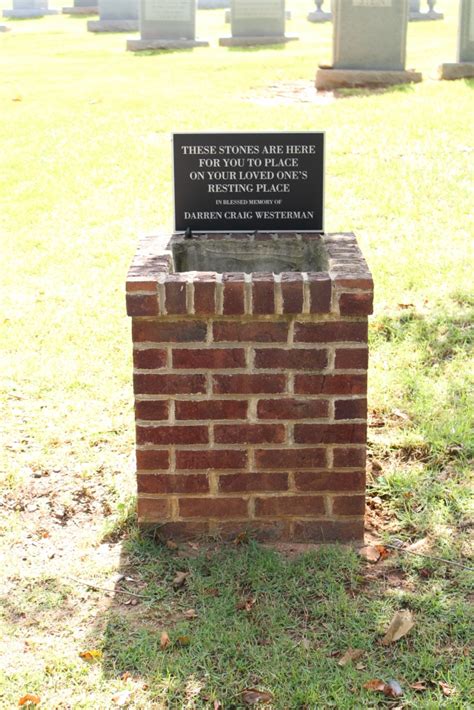 THESE STONES ARE HERE
FOR YOU TO PLACE
ON YOUR LOVED ONE'S
RESTING PLACE
IN BLESSED MEMORY OF
DARREN CRAIG WESTERMAN